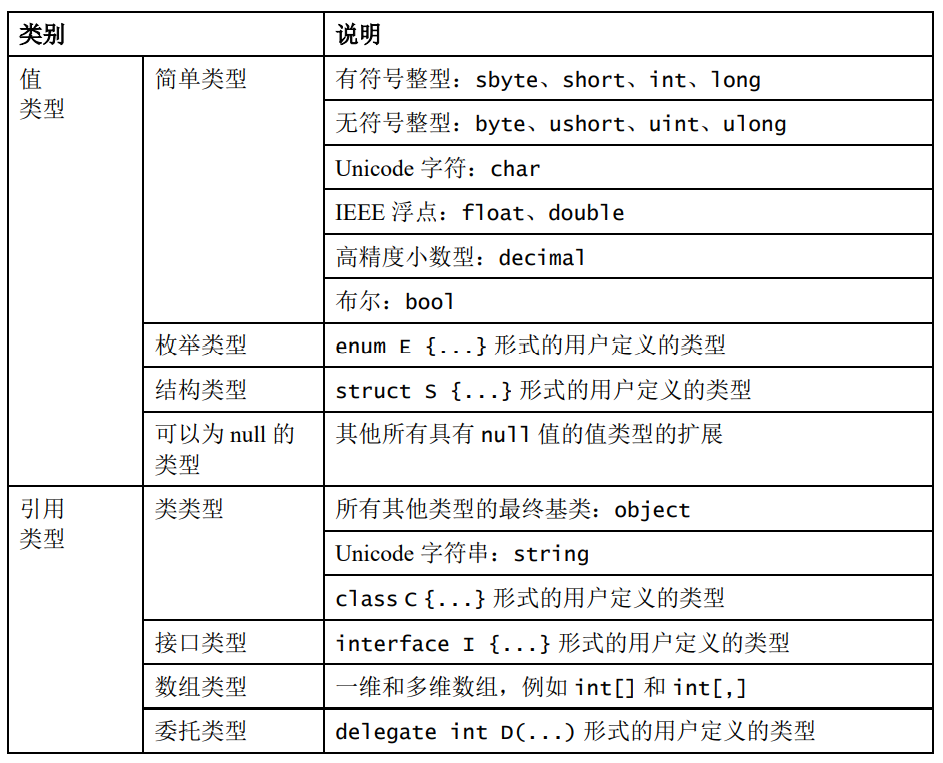 类别 说明
值 简单类型 有符号整型：sbyte、short、int、long
类型
无符号整型：byte、ushort、uint、ulong
Unicode 字符：char
IEEE 浮点：float、double
高精度小数型：decimal
布尔：bool
枚举类型 enum E {...} 形式的用户定义的类型
结构类型 struct S {...} 形式的用户定义的类型
可以为 null 的 其他所有具有 null 值的值类型的扩展
类型
引用 类类型 所有其他类型的最终基类：object
类型
Unicode 字符串：string
class C {...} 形式的用户定义的类型
接口类型 interface I {...} 形式的用户定义的类型
数组类型 一维和多维数组，例如 int[] 和 int[,]
委托类型 delegate int D(...) 形式的用户定义的类型